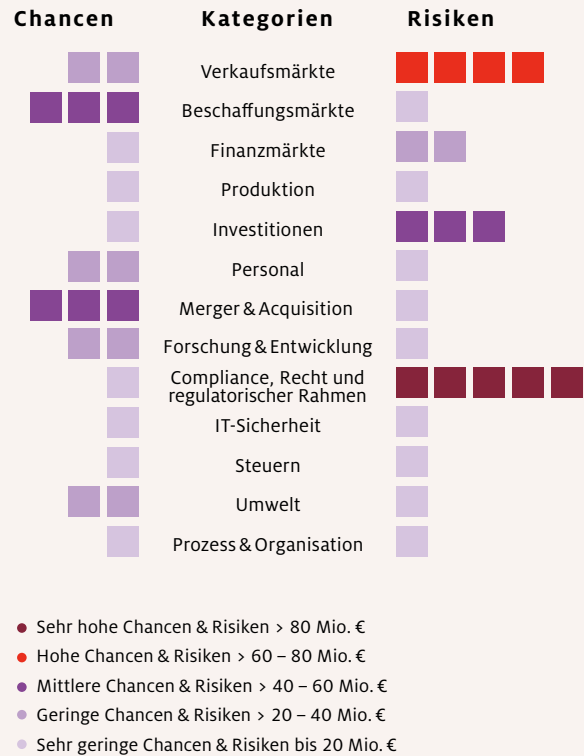 Chancen Kategorien Risiken
Verkaufsmärkte
Beschaffungsmärkte
Finanzmärkte
Produktion
Investitionen
Personal
Merger & Acquisition
Forschung & Entwicklung
Compliance, Recht und
regulatorischer Rahmen
IT-Sicherheit
Steuern
Umwelt
Prozess & Organisation
Sehr hohe Chancen & Risiken > 80 Mio. €
Hohe Chancen & Risiken > 60 – 80 Mio. €
Mittlere Chancen & Risiken > 40 – 60 Mio. €
Geringe Chancen & Risiken > 20 – 40 Mio. €
Sehr geringe Chancen & Risiken bis 20 Mio. €